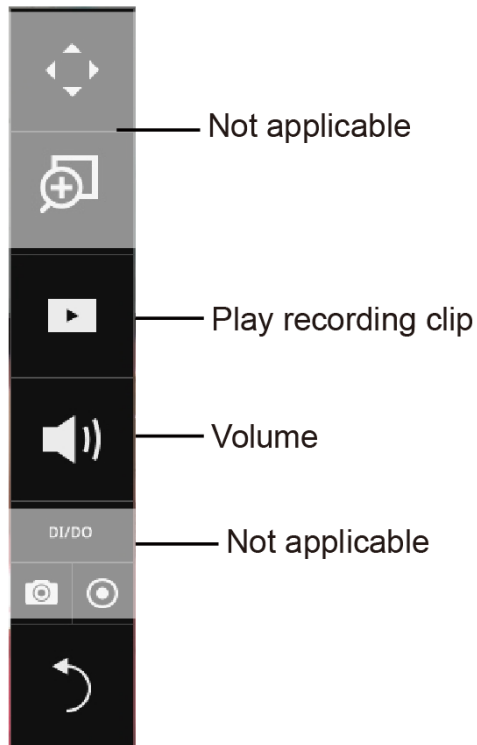 Not applicable
Play recording clip
Volume
DI/DO
Not applicable